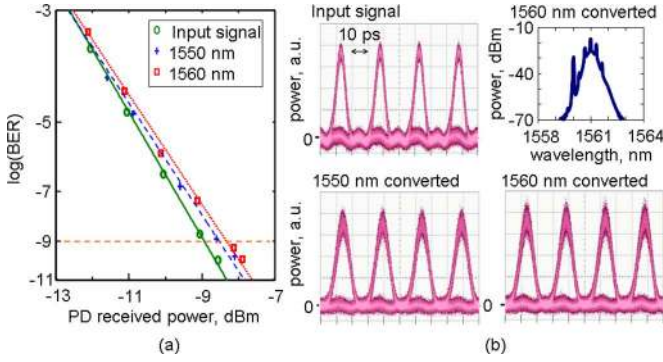 (a)
Input signal
1550 nm
1560 nm
-3
-5
-7
-9
-11
log(BER)
-13
-11
-9
-7
PD received power, dBm
(a)
(b)
Input signal
10 ps
power, a.u.
0
1560 nm converted
power, dBm
-10
-40
-70
1558
1561
1564
wavelength, nm
1550 nm converted
power, a.u.
0
1560 nm converted
0
(b)